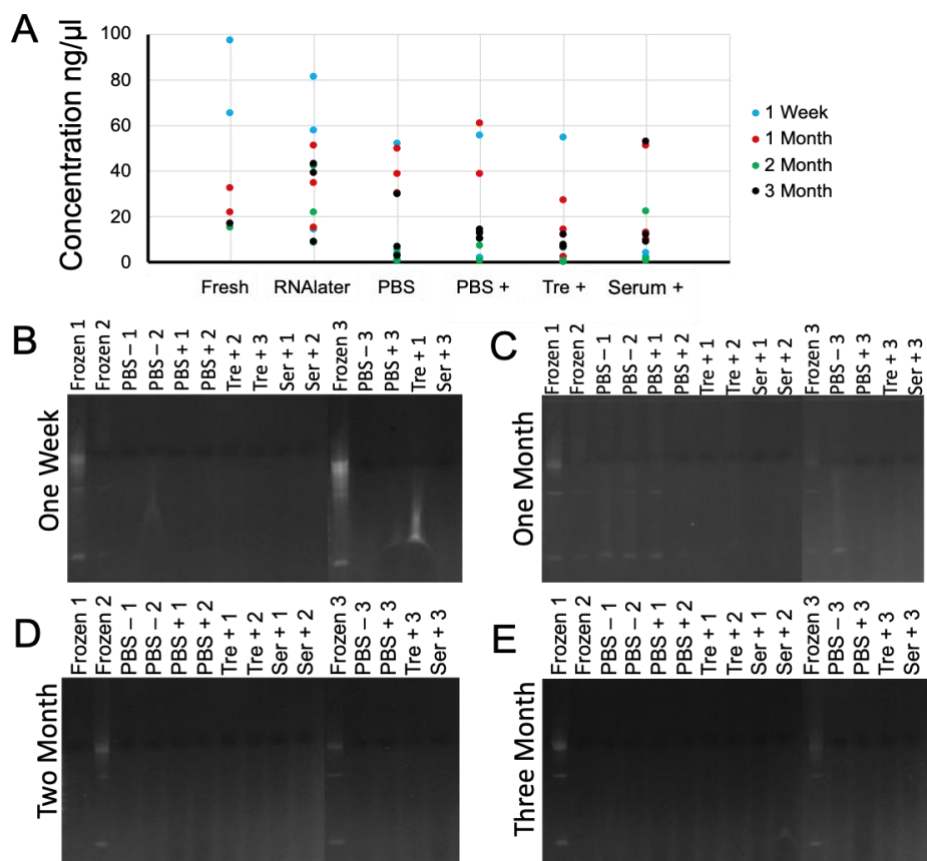 A
Concentration ng/µl
100
80
60
40
20
0
Fresh RNAlater PBS PBS + Tre + Serum +
1 Week
1 Month
2 Month
3 Month
B
One Week
Frozen 1
Frozen 2
PBS – 1
PBS – 2
PBS + 1
PBS + 2
Tre + 2
Tre + 3
Ser + 1
Ser + 2
Frozen 3
PBS – 3
PBS + 3
Tre + 1
Ser + 3
C
One Month
Frozen 1
Frozen 2
PBS – 1
PBS – 2
PBS + 1
PBS + 2
Tre + 1
Tre + 2
Ser + 1
Ser + 2
Frozen 3
PBS – 3
PBS + 3
Tre + 3
Ser + 3
D
Two Month
Frozen 1
Frozen 2
PBS – 1
PBS – 2
PBS + 1
PBS + 2
Tre + 1
Tre + 2
Ser + 1
Ser + 2
Frozen 3
PBS – 3
PBS + 3
Tre + 3
Ser + 3
E
Three Month
Frozen 1
Frozen 2
PBS – 1
PBS – 2
PBS + 1
PBS + 2
Tre + 1
Tre + 2
Ser + 1
Ser + 2
Frozen 3
PBS – 3
PBS + 3
Tre + 3
Ser + 3